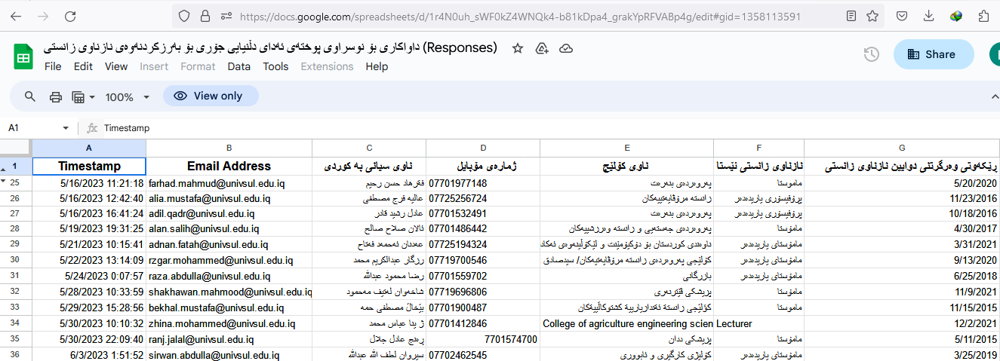 https://docs.google.com/spreadsheets/d/1r4N0uh_sWF0kZ4WNQk4-b81kDpa4_grakYpRFVABp4g/edit#gid=1358113591
داواکاری بۆ نوسراوی پوختەی ئەدای دڵنیایی جۆری بۆ بەرزکردنەوەی نازناوی زانستی (Responses)
File Edit View Insert Format Data Tools Extensions Help
Share
100% View only
A1 fx Timestamp
A B C D E F G
1 Timestamp Email Address ناوی سیانی بە کوردی ژمارەی مۆبایل ناوی کۆلێج نازناوی زانستی ئێستا ڕێکەوتی وەرگرتنی دوایین نازناوی زانستی
25 5/16/2023 11:21:18 farhad.mahmud@univsul.edu.iq فەرهاد حسن رحیم 07701977148 پەروەردەی بنەڕەت ماموستا 5/20/2020
26 5/16/2023 12:42:40 alia.mustafa@univsul.edu.iq عالیە فرج مصطفی 07725256724 زانستە مرۆڤایەتییەکان پڕۆفیسۆری یاریدەدەر 11/23/2016
27 5/16/2023 16:41:24 adil.qadr@univsul.edu.iq عادل رشید قادر 07701532491 پەروەردەی بنەڕەت پڕۆفیسۆری یاریدەدەر 10/18/2016
28 5/19/2023 19:31:25 alan.salih@univsul.edu.iq ئالان صلاح صالح 07701486442 پەروەردەی جەستەیی و زانستە وەرزشییەکان مامۆستا 4/30/2017
29 5/21/2023 10:15:41 adnan.fatah@univsul.edu.iq عەدنان ئەحمەد فەتاح 07725194324 ناوەندی کوردستان بۆ دۆکیۆمێنت و لێکۆڵینەوەی ئەکاد مامۆستای یاریدەدەر 3/31/2021
30 5/22/2023 13:14:09 rzgar.mohammed@univsul.edu.iq رزگار عبدالکریم محمد 07719700546 کۆلێجی پەروەردەی زانستە مرۆڤایەتیەکان/ سیدصادق مامۆستای یاریدەدەر 9/13/2020
31 5/24/2023 0:07:57 raza.abdulla@univsul.edu.iq رضا محمود عبدالله 07701559702 بازرگانی مامۆستای یاریدەدەر 6/25/2018
32 5/28/2023 10:33:59 shakhawan.mahmood@univsul.edu.iq شاخەوان لەتیف مەحمود 07719696806 پزیشکی ڤێتەرنەری مامۆستا 11/9/2021
33 5/29/2023 15:28:56 bekhal.mustafa@univsul.edu.iq بێخاڵ مصطفی حمە 07701900487 کۆلێجی زانستە ئەندازیارییە کشتوکاڵییەکان ماموستا 11/15/2015
34 5/30/2023 10:10:32 zhina.mohammed@univsul.edu.iq ژینا عباس محمد 07701412846 College of agriculture engineering scien Lecturer 12/2/2021
35 5/30/2023 22:09:40 ranj.jalal@univsul.edu.iq ڕەنج عادل جلال 7701574700 پزیشکی ددان مامۆستا 5/11/2015
36 6/3/2023 1:51:52 sirwan.abdulla@univsul.edu.iq سیروان لطف الله عبدالله 07702462545 کۆلیژی کارگێری و ئابووری مامۆستای یاریدەدەر 3/25/2019